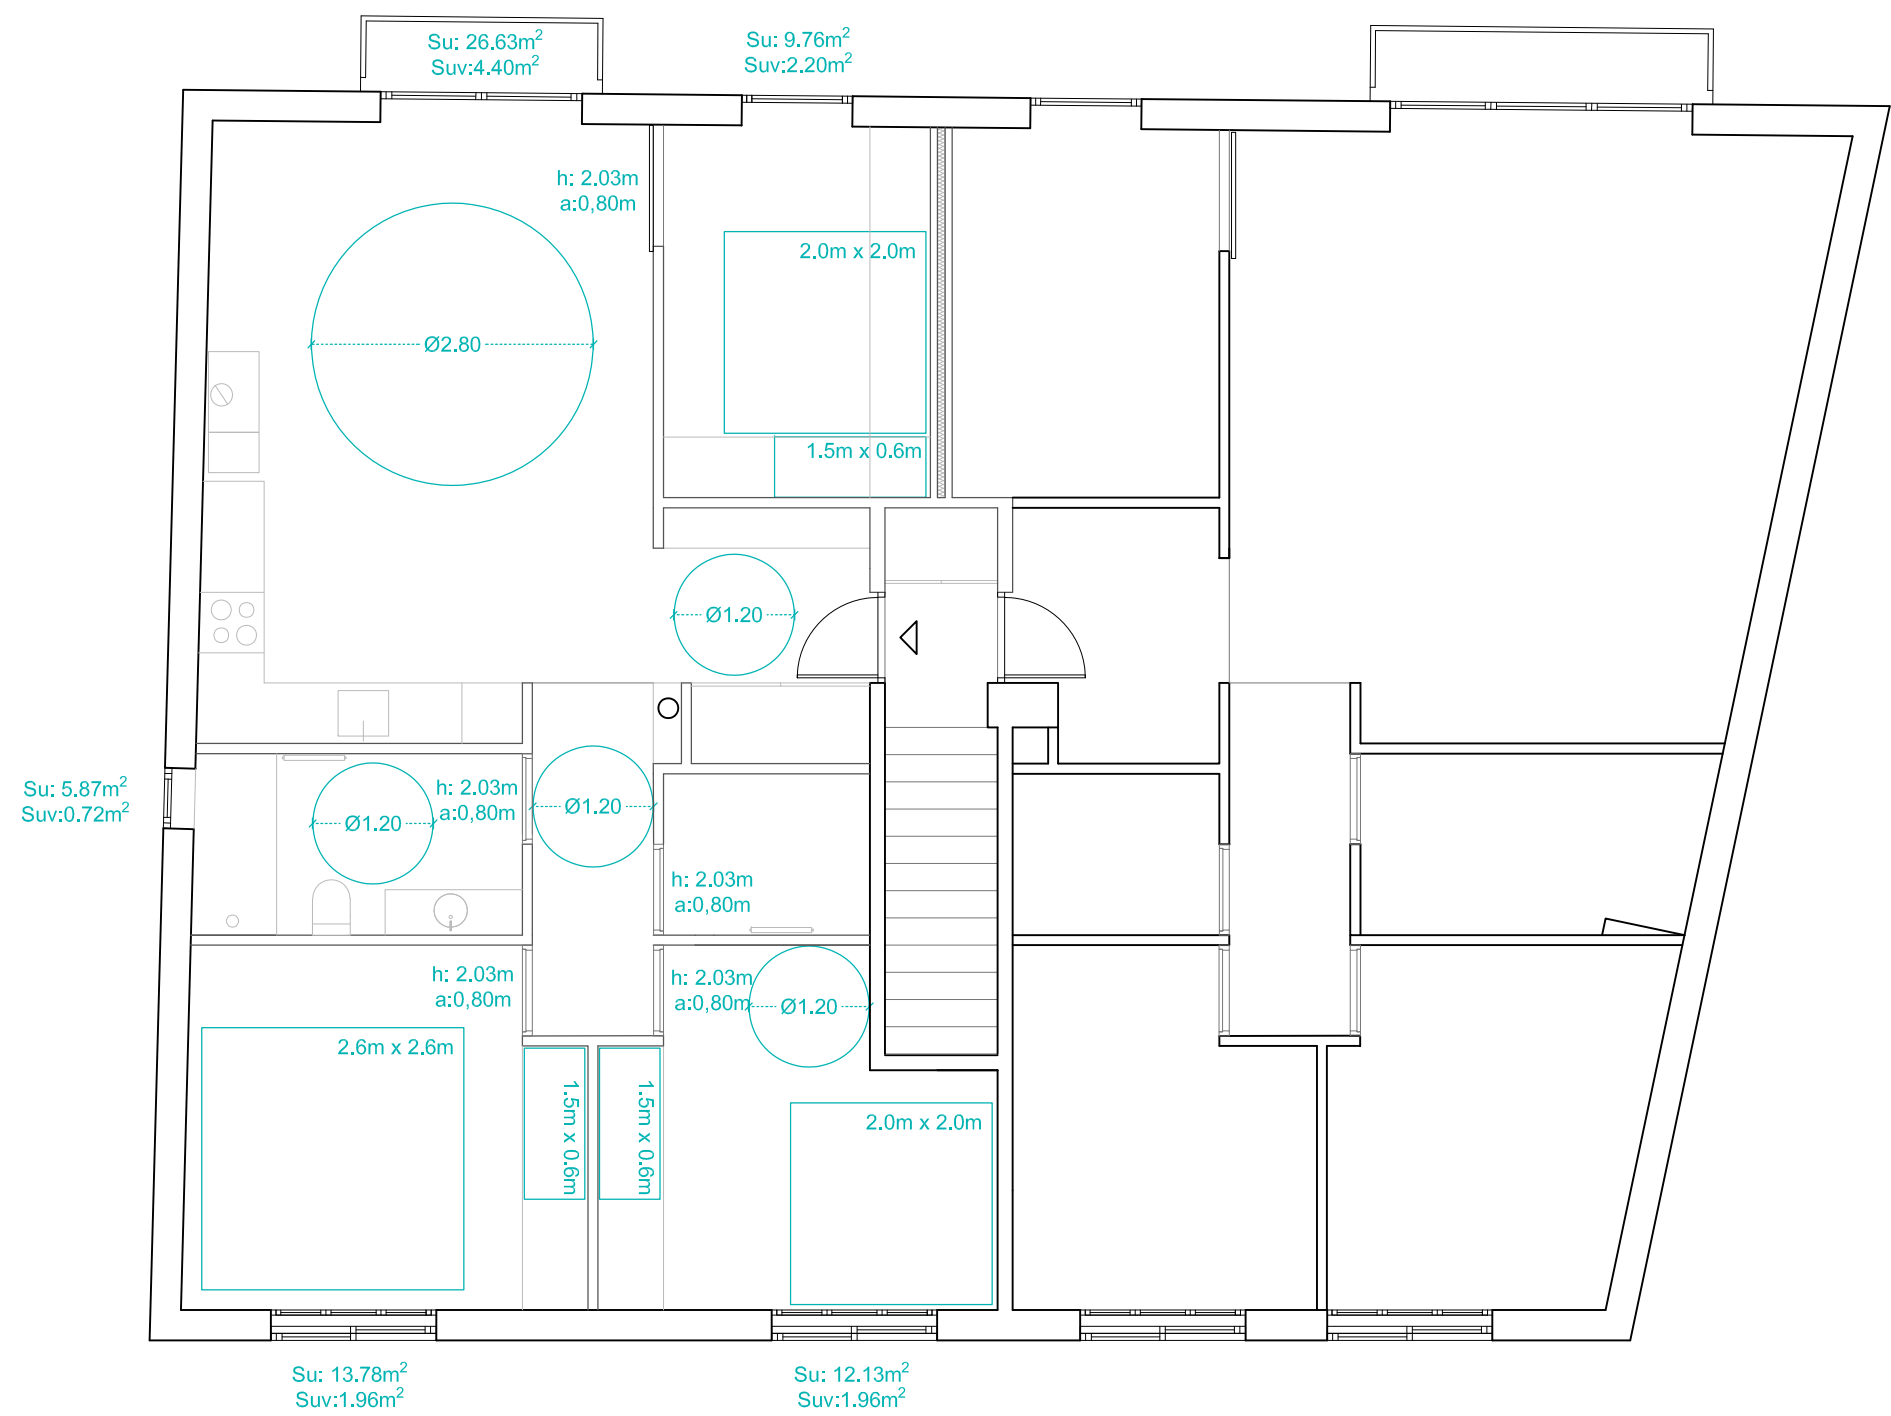 Su: 26.63m²
Suv:4.40m²
Su: 9.76m²
Suv:2.20m²
h: 2.03m
a:0,80m
2.0m x 2.0m
Ø2.80
1.5m x 0.6m
Ø1.20
Su: 5.87m²
Suv:0.72m²
h: 2.03m
a:0,80m
Ø1.20
Ø1.20
h: 2.03m
a:0,80m
h: 2.03m
a:0,80m
h: 2.03m
a:0,80m
Ø1.20
2.6m x 2.6m
1.5m x 0.6m
1.5m x 0.6m
2.0m x 2.0m
Su: 13.78m²
Suv:1.96m²
Su: 12.13m²
Suv:1.96m²